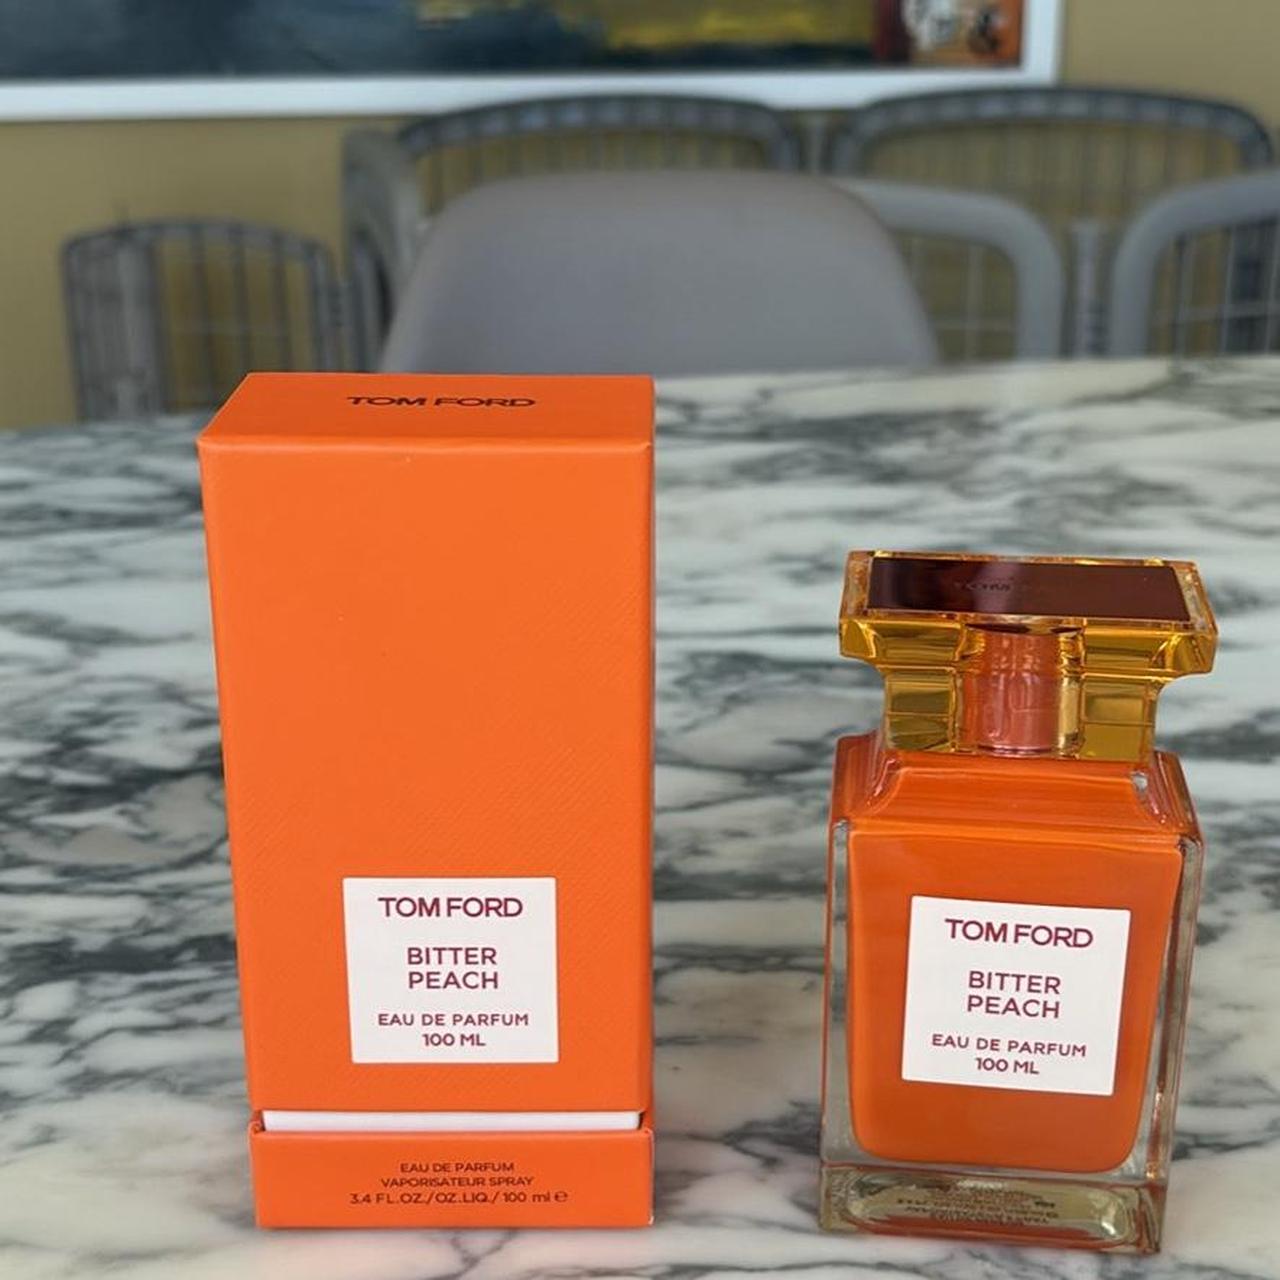 TOM FORD
TOM FORD
BITTER
PEACH
EAU DE PARFUM
100 ML
EAU DE PARFUM
VAPORISATEUR SPRAY
3.4 FL.OZ./OZ.LIQ./ 100 ml ℮
TOM FORD
BITTER
PEACH
EAU DE PARFUM
100 ML